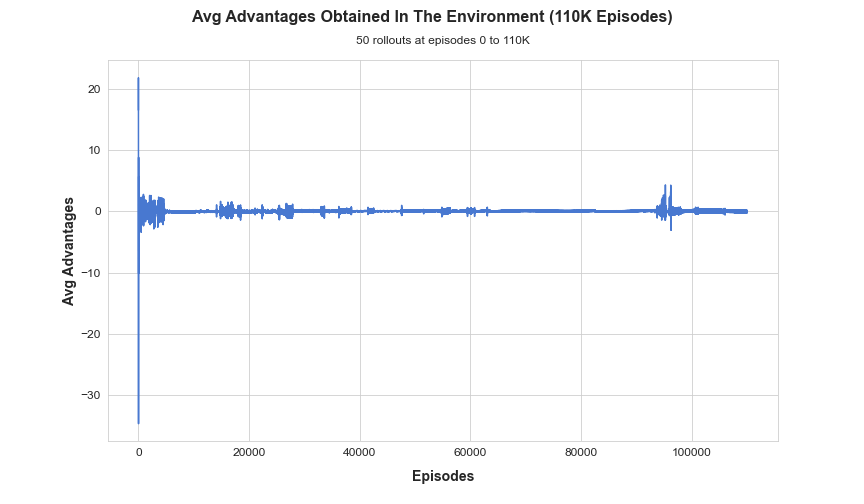 Avg Advantages Obtained In The Environment (110K Episodes)
50 rollouts at episodes 0 to 110K
20
10
0
−10
−20
−30
Avg Advantages
0 20000 40000 60000 80000 100000
Episodes